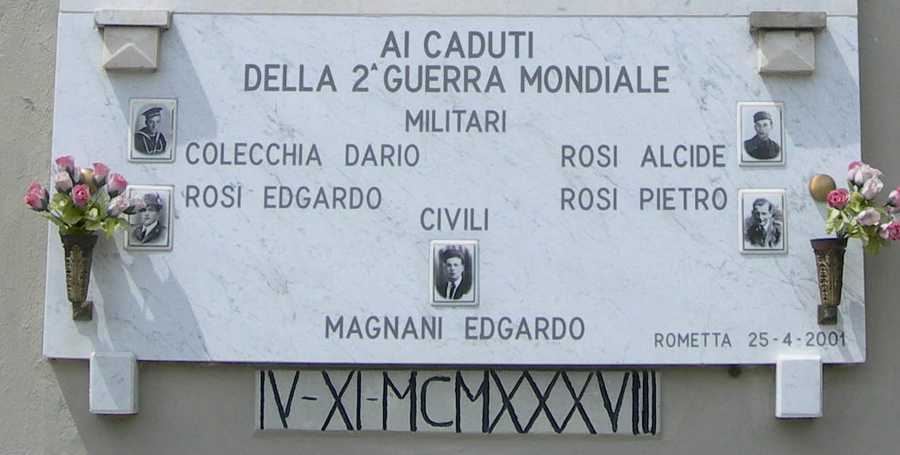 AI CADUTI
DELLA 2ᴬ GUERRA MONDIALE
MILITARI
COLECCHIA DARIO ROSI ALCIDE
ROSI EDGARDO ROSI PIETRO
CIVILI
MAGNANI EDGARDO
ROMETTA 25-4-2001
IV-XI-MCMXXXVIII